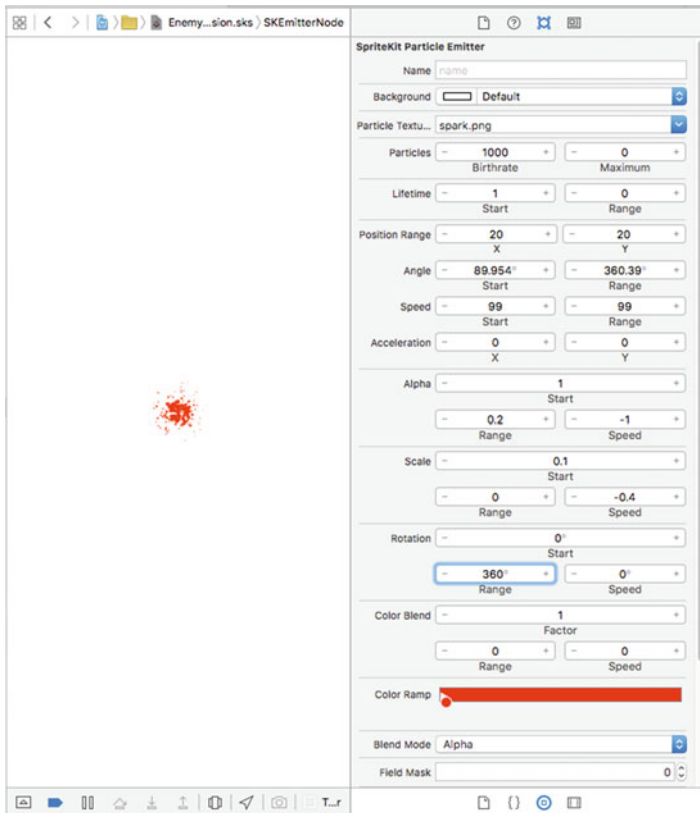 Enemy...sion.sks 〉SKEmitterNode
SpriteKit Particle Emitter
Name name
Background Default
Particle Textu... spark.png
Particles − 1000 + − 0 +
Birthrate Maximum
Lifetime − 1 + − 0 +
Start Range
Position Range − 20 + − 20 +
X Y
Angle − 89.954° + − 360.39° +
Start Range
Speed − 99 + − 99 +
Start Range
Acceleration − 0 + − 0 +
X Y
Alpha − 1 +
Start
− 0.2 + − -1 +
Range Speed
Scale − 0.1 +
Start
− 0 + − -0.4 +
Range Speed
Rotation − 0° +
Start
− 360° + − 0° +
Range Speed
Color Blend − 1 +
Factor
− 0 + − 0 +
Range Speed
Color Ramp
Blend Mode Alpha
Field Mask 0
T...r